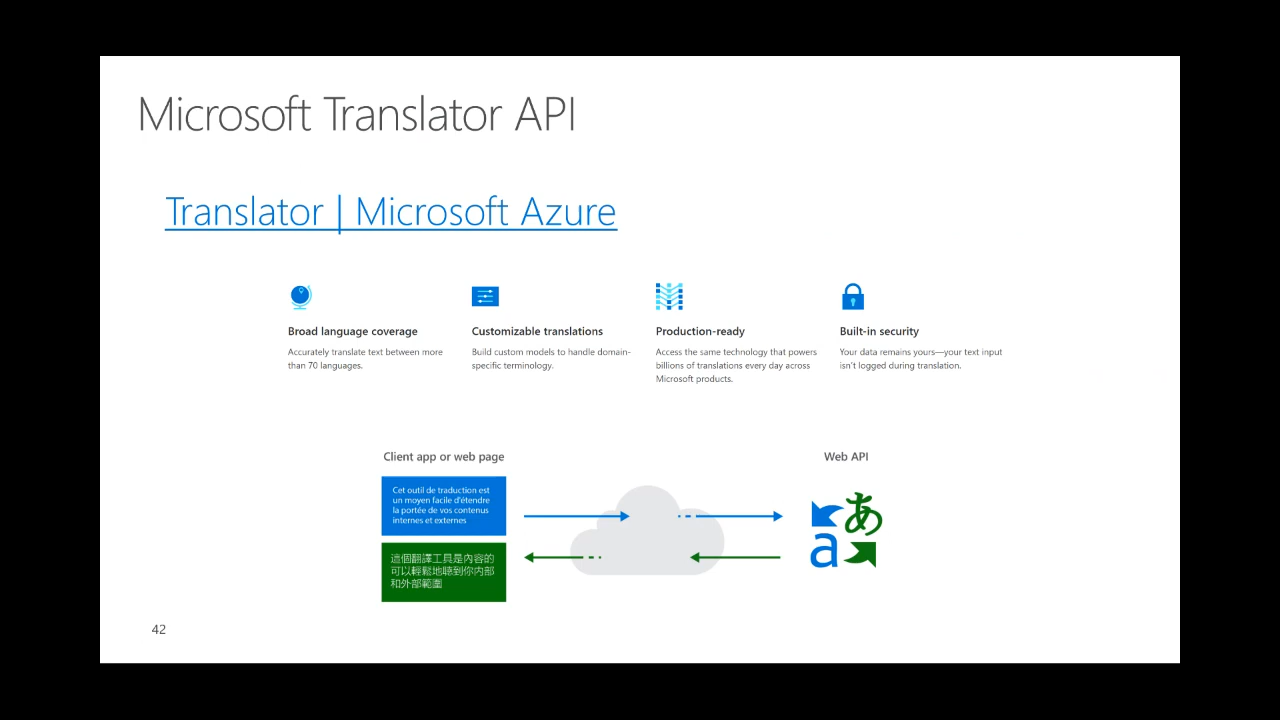 Microsoft Translator API
Translator | Microsoft Azure
Broad language coverage
Accurately translate text between more
than 70 languages.
Customizable translations
Build custom models to handle domain-
specific terminology.
Production-ready
Access the same technology that powers
billions of translations every day across
Microsoft products.
Built-in security
Your data remains yours—your text input
isn't logged during translation.
Client app or web page
Web API
Cet outil de traduction est
un moyen facile d'étendre
la portée de vos contenus
internes et externes
這個翻譯工具是內容的
可以輕鬆地聴到你内部
和外部範圍
あ
a
42